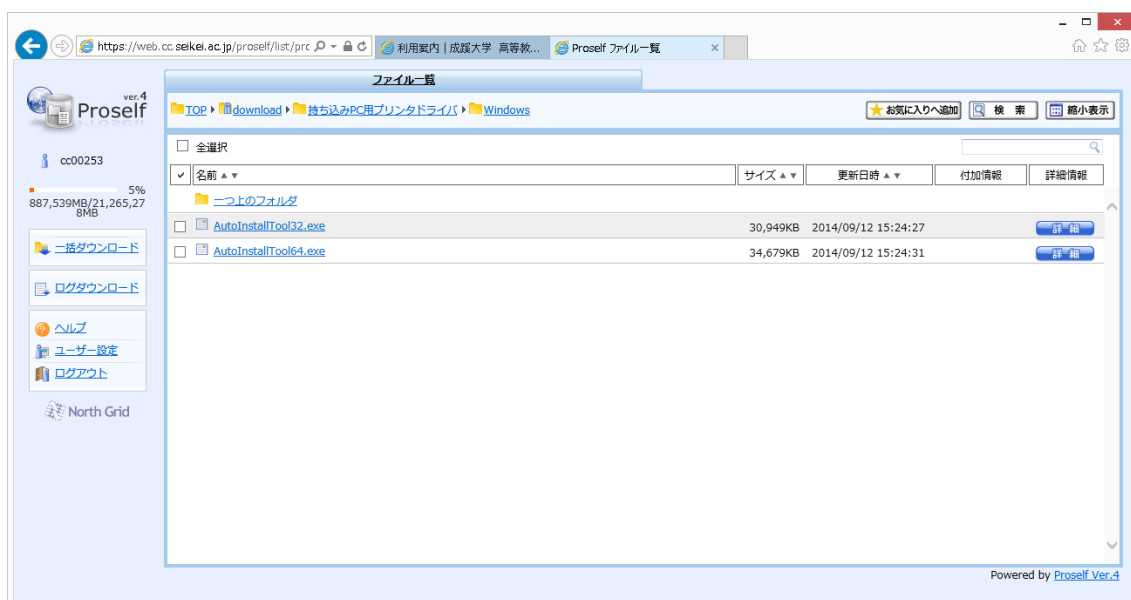 https://web.cc.seikei.ac.jp/proself/list/prc
利用案内 | 成蹊大学 高等教...
Proself ファイル一覧
ver.4
Proself
cc00253
5%
887,539MB/21,265,27
8MB
一括ダウンロード
ログダウンロード
ヘルプ
ユーザー設定
ログアウト
North Grid
ファイル一覧
TOP download 持ち込みPC用プリンタドライバ Windows
お気に入りへ追加 検 索 縮小表示
全選択
名前 ▲ ▼ サイズ ▲ ▼ 更新日時 ▲ ▼ 付加情報 詳細情報
一つ上のフォルダ
AutoInstallTool32.exe 30,949KB 2014/09/12 15:24:27 詳 細
AutoInstallTool64.exe 34,679KB 2014/09/12 15:24:31 詳 細
Powered by Proself Ver.4